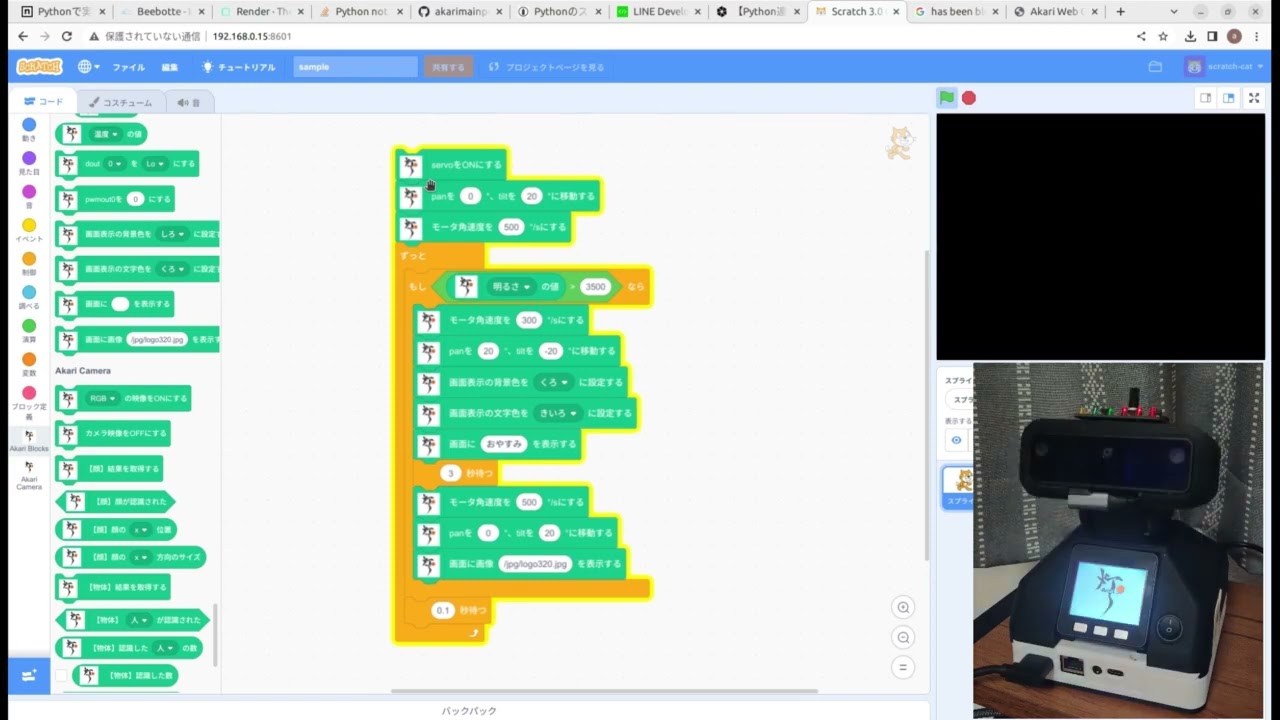 Pythonで実
Beebotte -
Render · The
Python not
akarimainp
Pythonのス
LINE Devel
【Python速
Scratch 3.0
has been bl
Akari Web C
保護されていない通信 192.168.0.15:8601
SCRATCH ファイル 編集 チュートリアル sample 共有する プロジェクトページを見る scratch-cat
コード コスチューム 音
動き
見た目
音
イベント
制御
調べる
演算
変数
ブロック定義
Akari Blocks
Akari Camera
温度 の値
dout 0 を Lo にする
pwmout0を 0 にする
画面表示の背景色を しろ に設定
画面表示の文字色を くろ に設定
画面に を表示する
画面に画像 /jpg/logo320.jpg を表示
Akari Camera
RGB の映像をONにする
カメラ映像をOFFにする
【顔】結果を取得する
【顔】顔が認識された
【顔】顔の x 位置
【顔】顔の x 方向のサイズ
【物体】結果を取得する
【物体】 人 が認識された
【物体】認識した 人 の数
【物体】認識した数
servoをONにする
panを 0 °、tiltを 20 °に移動する
モータ角速度を 500 °/sにする
ずっと
もし 明るさ の値 > 3500 なら
モータ角速度を 300 °/sにする
panを 20 °、tiltを -20 °に移動する
画面表示の背景色を くろ に設定する
画面表示の文字色を きいろ に設定する
画面に おやすみ を表示する
3 秒待つ
モータ角速度を 500 °/sにする
panを 0 °、tiltを 20 °に移動する
画面に画像 /jpg/logo320.jpg を表示する
0.1 秒待つ
スプライ
スプラ
表示する
スプライ
バックパック